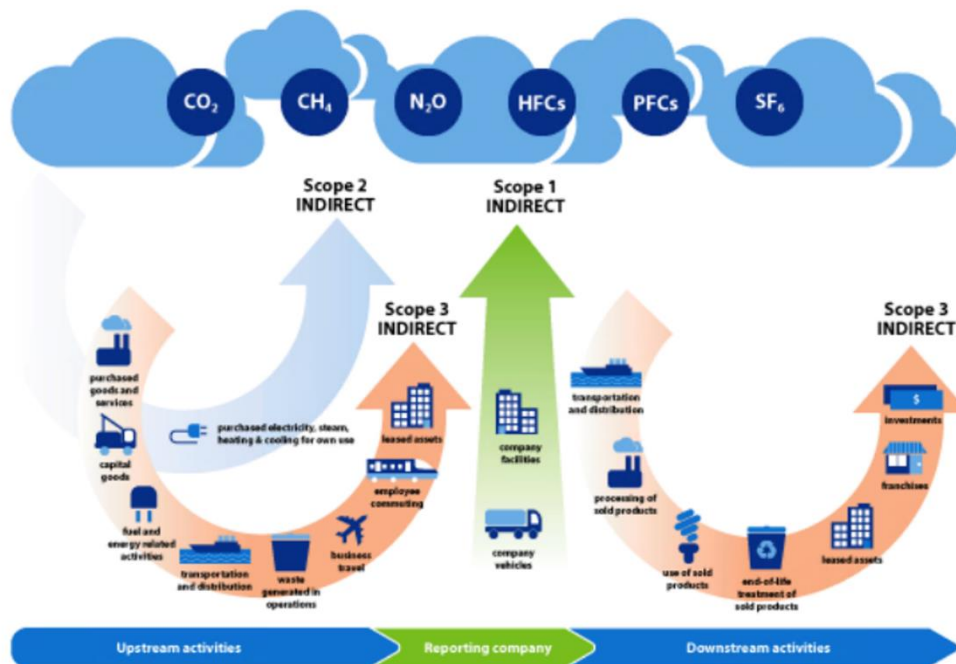 CO₂
CH₄
N₂O
HFCs
PFCs
SF₆
Scope 2
INDIRECT
Scope 1
INDIRECT
Scope 3
INDIRECT
Scope 3
INDIRECT
purchased
goods and
services
capital
goods
fuel and
energy related
activities
purchased electricity, steam,
heating & cooling for own use
transportation
and distribution
waste
generated in
operations
business
travel
employee
commuting
leased assets
company
facilities
company
vehicles
transportation
and distribution
processing of
sold products
use of sold
products
end-of-life
treatment of
sold products
leased assets
franchises
$
investments
Upstream activities
Reporting company
Downstream activities